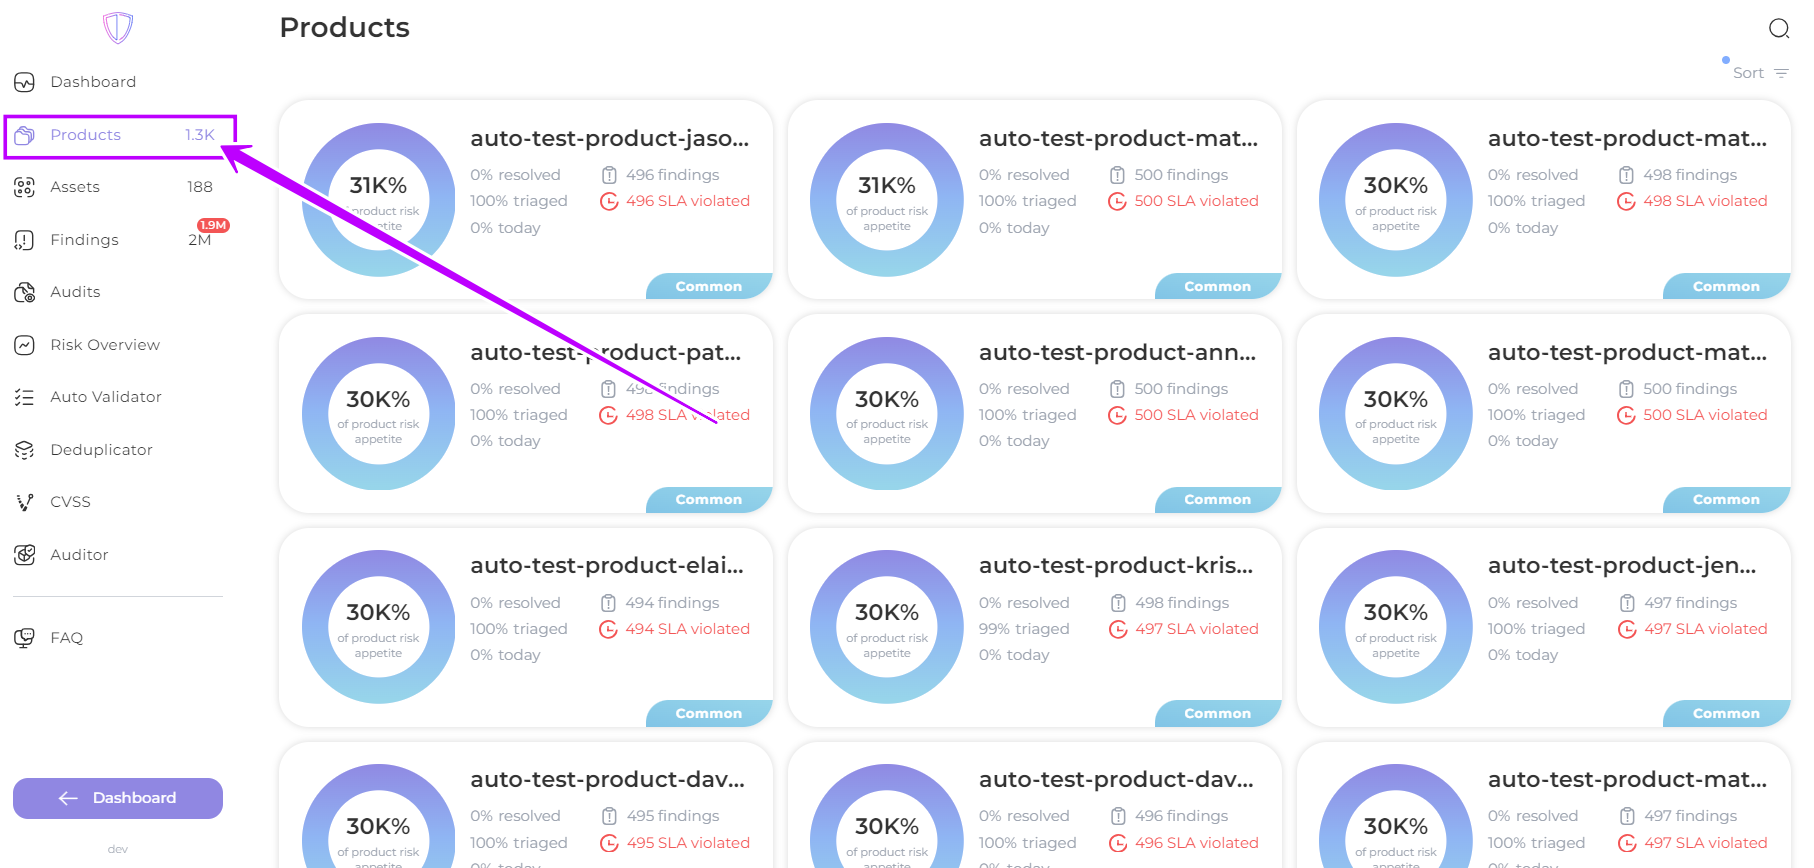 Products
Sort
Dashboard
Products 1.3K
Assets 188
1.9M
Findings 2M
Audits
Risk Overview
Auto Validator
Deduplicator
CVSS
Auditor
FAQ
Dashboard
dev
auto-test-product-jaso...
31K%
product risk
appetite
0% resolved 496 findings
100% triaged 496 SLA violated
0% today
Common
auto-test-product-mat...
31K%
of product risk
appetite
0% resolved 500 findings
100% triaged 500 SLA violated
0% today
Common
auto-test-product-mat...
30K%
of product risk
appetite
0% resolved 498 findings
100% triaged 498 SLA violated
0% today
Common
auto-test-product-pat...
30K%
of product risk
appetite
0% resolved 498 findings
100% triaged 498 SLA violated
0% today
Common
auto-test-product-ann...
30K%
of product risk
appetite
0% resolved 500 findings
100% triaged 500 SLA violated
0% today
Common
auto-test-product-mat...
30K%
of product risk
appetite
0% resolved 500 findings
100% triaged 500 SLA violated
0% today
Common
auto-test-product-elai...
30K%
of product risk
appetite
0% resolved 494 findings
100% triaged 494 SLA violated
0% today
Common
auto-test-product-kris...
30K%
of product risk
appetite
0% resolved 498 findings
99% triaged 497 SLA violated
0% today
Common
auto-test-product-jen...
30K%
of product risk
appetite
0% resolved 497 findings
100% triaged 497 SLA violated
0% today
Common
auto-test-product-dav...
30K%
of product risk
appetite
0% resolved 495 findings
100% triaged 495 SLA violated
0% today
auto-test-product-dav...
30K%
of product risk
appetite
0% resolved 496 findings
100% triaged 496 SLA violated
0% today
auto-test-product-mat...
30K%
of product risk
appetite
0% resolved 497 findings
100% triaged 497 SLA violated
0% today